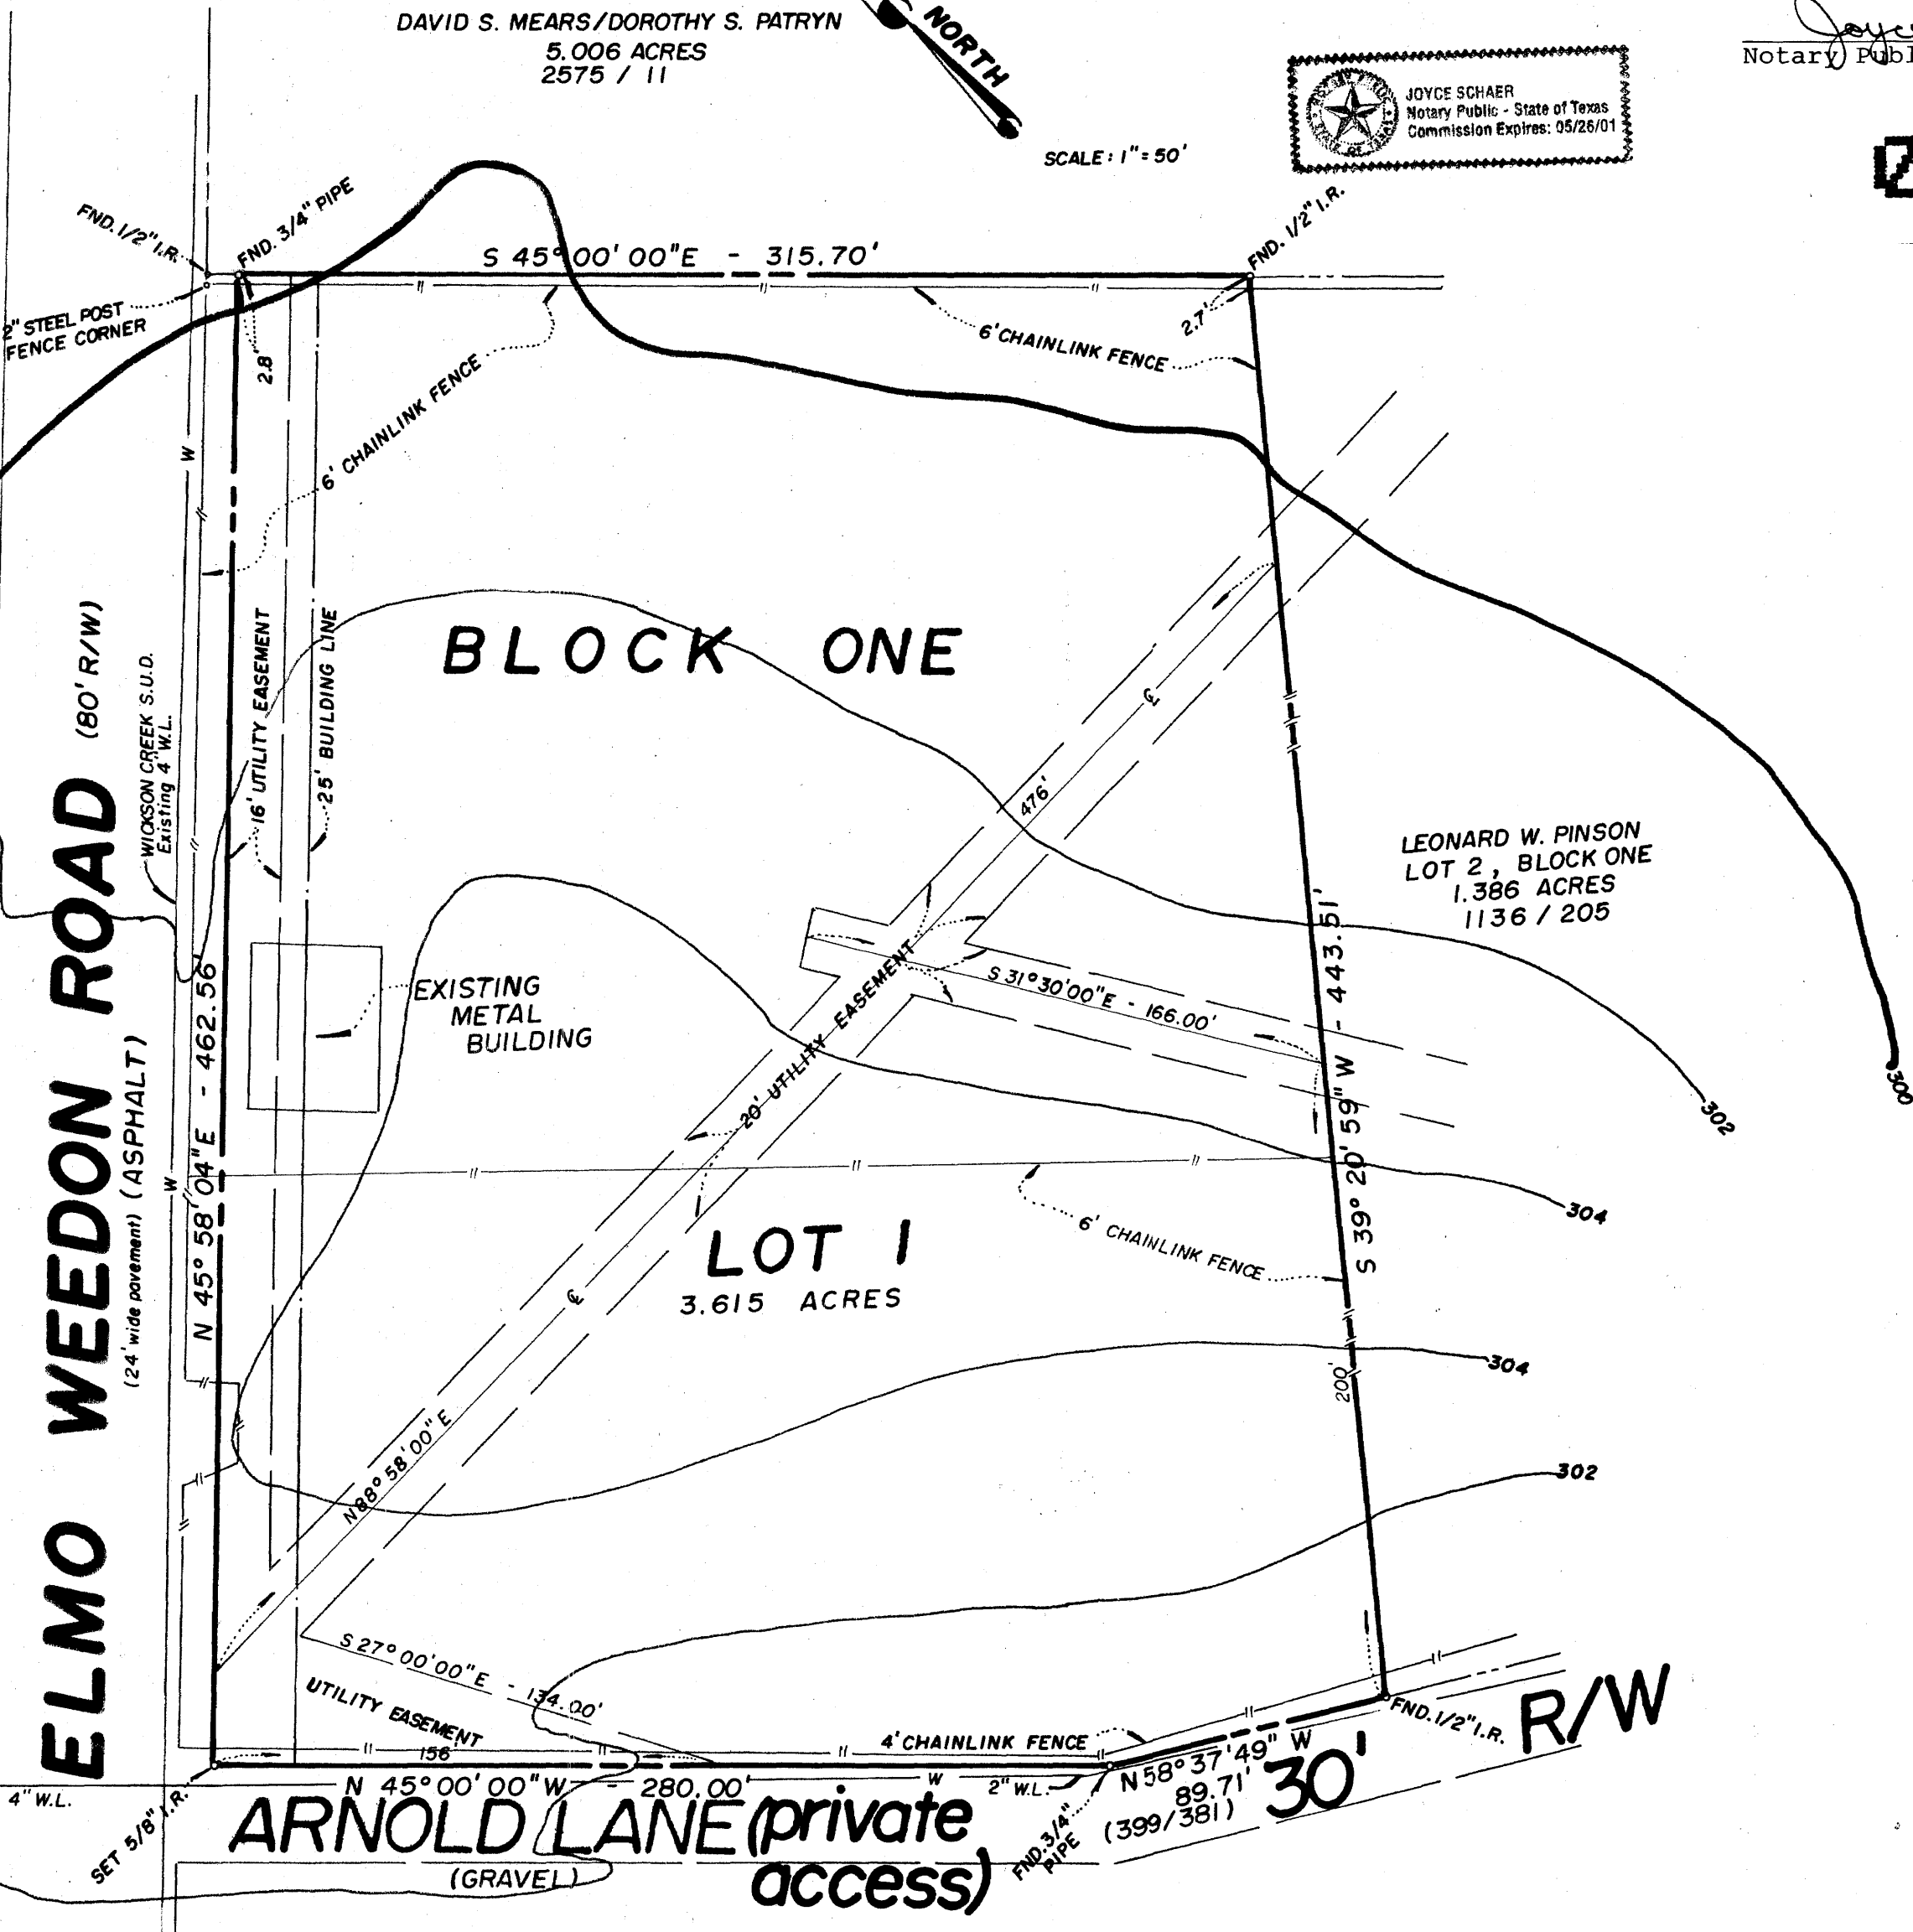 DAVID S. MEARS/DOROTHY S. PATRYN
5.006 ACRES
2575 / 11
NORTH
SCALE: 1" = 50'
JOYCE SCHAER
Notary Public - State of Texas
Commission Expires: 05/26/01
Notary Publ
FND. 1/2" I.R.
FND. 3/4" PIPE
S 45° 00' 00"E - 315.70'
FND. 1/2" I.R.
2" STEEL POST
FENCE CORNER
2.8'
6' CHAINLINK FENCE
6' CHAINLINK FENCE
2.7'
W
BLOCK ONE
ELMO WEEDON ROAD (80' R/W)
(24' wide pavement) (ASPHALT)
WICKSON CREEK S.U.D.
Existing 4" W.L.
16' UTILITY EASEMENT
25' BUILDING LINE
N 45° 58' 04"E - 462.56'
W
EXISTING
METAL
BUILDING
476'
20' UTILITY EASEMENT
S 31° 30' 00"E - 166.00'
LEONARD W. PINSON
LOT 2, BLOCK ONE
1.386 ACRES
1136 / 205
S 39° 20' 59" W - 443.51'
300
302
304
LOT 1
3.615 ACRES
6' CHAINLINK FENCE
304
200'
302
N 88° 58' 00" E
S 27° 00' 00"E - 134.00'
UTILITY EASEMENT
156
4' CHAINLINK FENCE
FND. 1/2" I.R.
N 45° 00' 00"W - 280.00'
W
2" W.L.
N 58° 37' 49" W
89.71'
(399/381)
30' R/W
4" W.L.
SET 5/8" I.R.
FND. 3/4"
PIPE
ARNOLD LANE (private
access)
(GRAVEL)